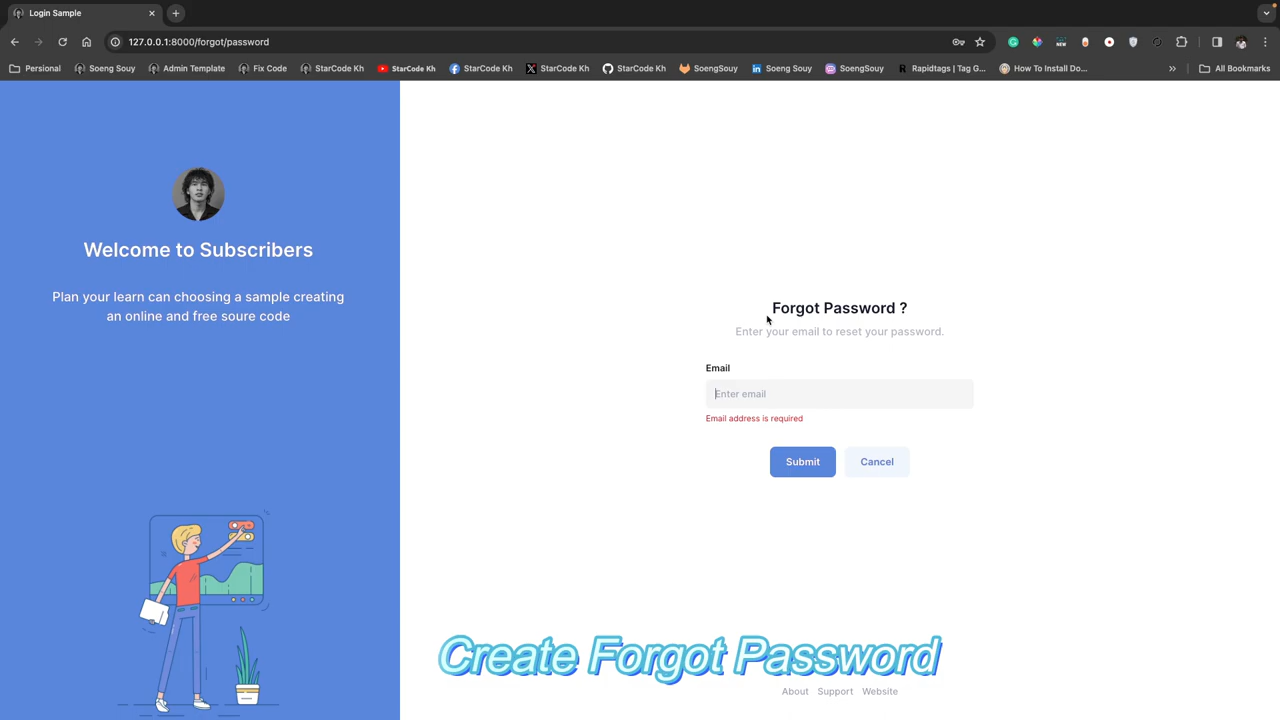 Login Sample
127.0.0.1:8000/forgot/password
NEW
Persional Soeng Souy Admin Template Fix Code StarCode Kh StarCode Kh StarCode Kh StarCode Kh StarCode Kh SoengSouy Soeng Souy SoengSouy Rapidtags | Tag G... How To Install Do... » All Bookmarks
Welcome to Subscribers
Plan your learn can choosing a sample creating
an online and free soure code
Forgot Password ?
Enter your email to reset your password.
Email
Enter email
Email address is required
Submit Cancel
Create Forgot Password
About Support Website